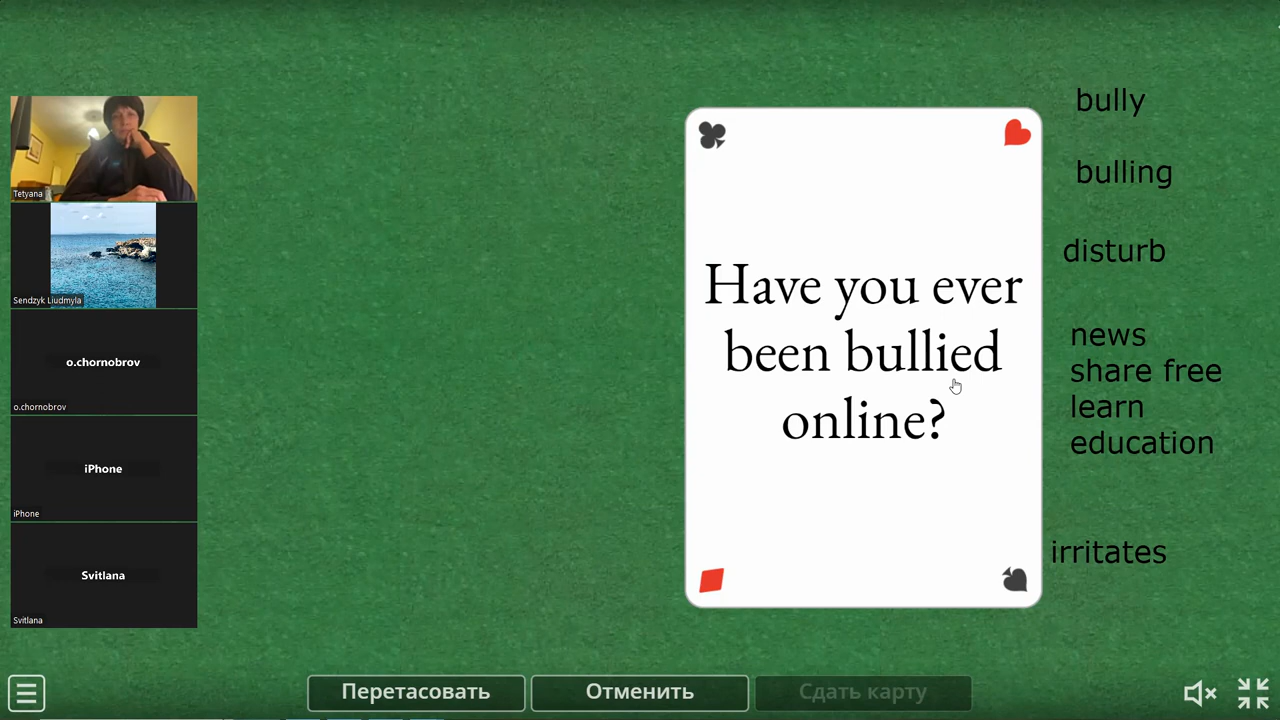 Tetyana
Sendzyk Liudmyla
o.chornobrov
o.chornobrov
iPhone
iPhone
Svitlana
Svitlana
Have you ever
been bullied
online?
bully
bulling
disturb
news
share free
learn
education
irritates
Перетасовать
Отменить
Сдать карту